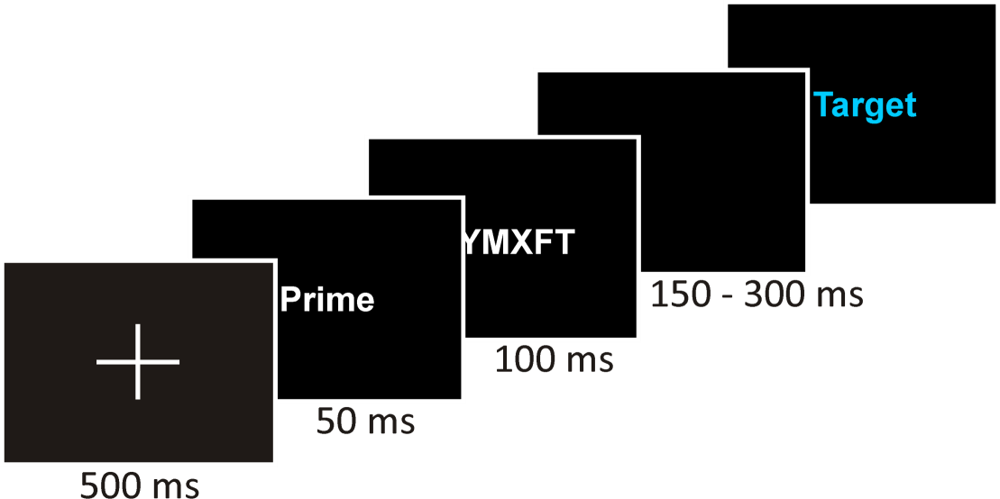 500 ms
Prime
50 ms
YMXFT
100 ms
150 - 300 ms
Target